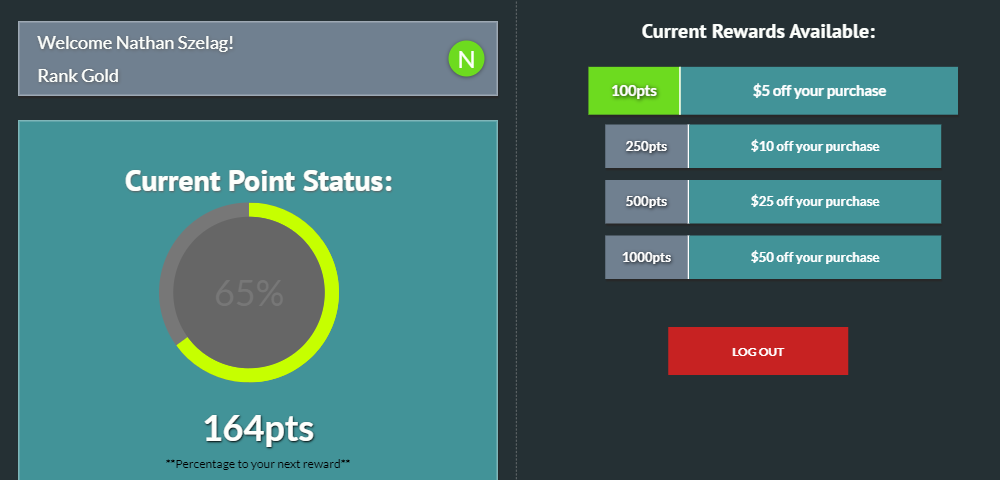 Welcome Nathan Szelag!
N
Rank Gold
Current Point Status:
65%
164pts
**Percentage to your next reward**
Current Rewards Available:
100pts $5 off your purchase
250pts $10 off your purchase
500pts $25 off your purchase
1000pts $50 off your purchase
LOG OUT